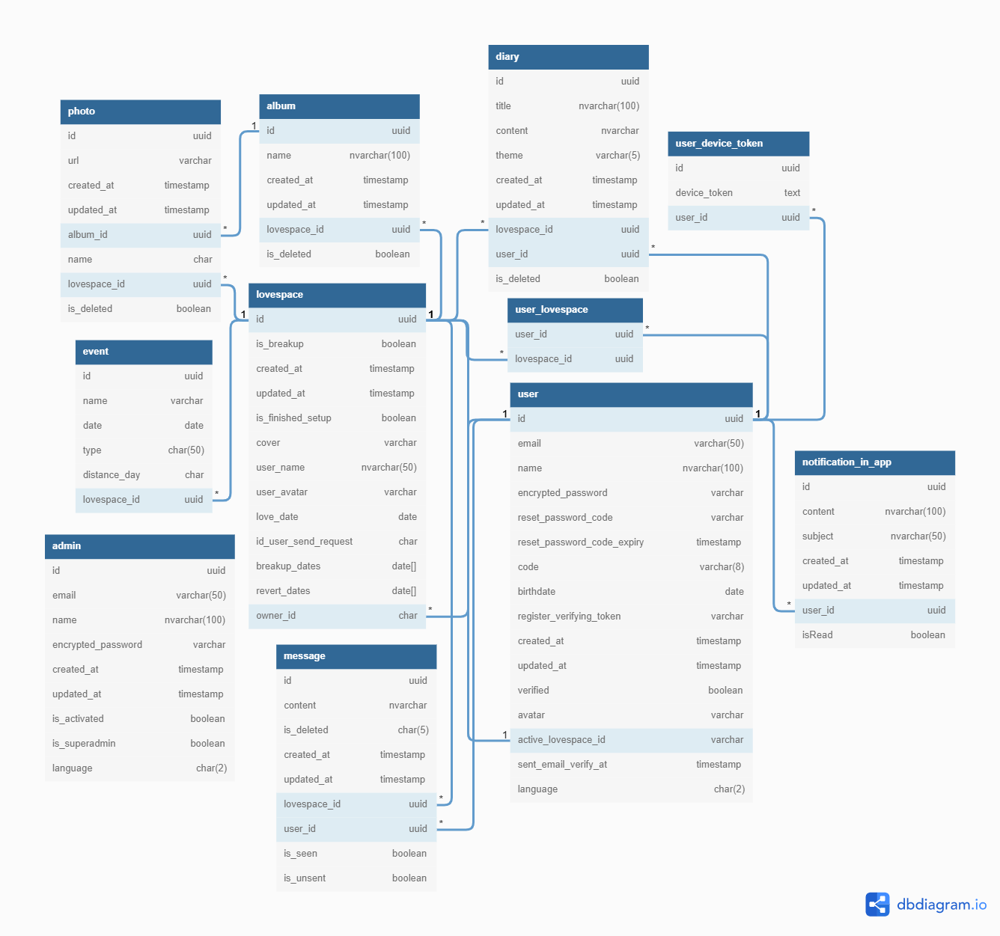 photo
id uuid
url varchar
created_at timestamp
updated_at timestamp
album_id uuid
name char
lovespace_id uuid
is_deleted boolean
*
*
album
1
id uuid
name nvarchar(100)
created_at timestamp
updated_at timestamp
lovespace_id uuid
is_deleted boolean
*
diary
id uuid
title nvarchar(100)
content nvarchar
theme varchar(5)
created_at timestamp
updated_at timestamp
lovespace_id uuid
user_id uuid
is_deleted boolean
*
*
user_device_token
id uuid
device_token text
user_id uuid
*
lovespace
1
1
id uuid
is_breakup boolean
created_at timestamp
updated_at timestamp
is_finished_setup boolean
cover varchar
user_name nvarchar(50)
user_avatar varchar
love_date date
id_user_send_request char
breakup_dates date[]
revert_dates date[]
owner_id char
*
user_lovespace
user_id uuid
lovespace_id uuid
*
*
event
id uuid
name varchar
date date
type char(50)
distance_day char
lovespace_id uuid
*
user
1
1
id uuid
email varchar(50)
name nvarchar(100)
encrypted_password varchar
reset_password_code varchar
reset_password_code_expiry timestamp
code varchar(8)
birthdate date
register_verifying_token varchar
created_at timestamp
updated_at timestamp
verified boolean
avatar varchar
1
active_lovespace_id varchar
sent_email_verify_at timestamp
language char(2)
notification_in_app
id uuid
content nvarchar(100)
subject nvarchar(50)
created_at timestamp
updated_at timestamp
user_id uuid
isRead boolean
*
admin
id uuid
email varchar(50)
name nvarchar(100)
encrypted_password varchar
created_at timestamp
updated_at timestamp
is_activated boolean
is_superadmin boolean
language char(2)
message
id uuid
content nvarchar
is_deleted char(5)
created_at timestamp
updated_at timestamp
lovespace_id uuid
user_id uuid
is_seen boolean
is_unsent boolean
*
*
dbdiagram.io